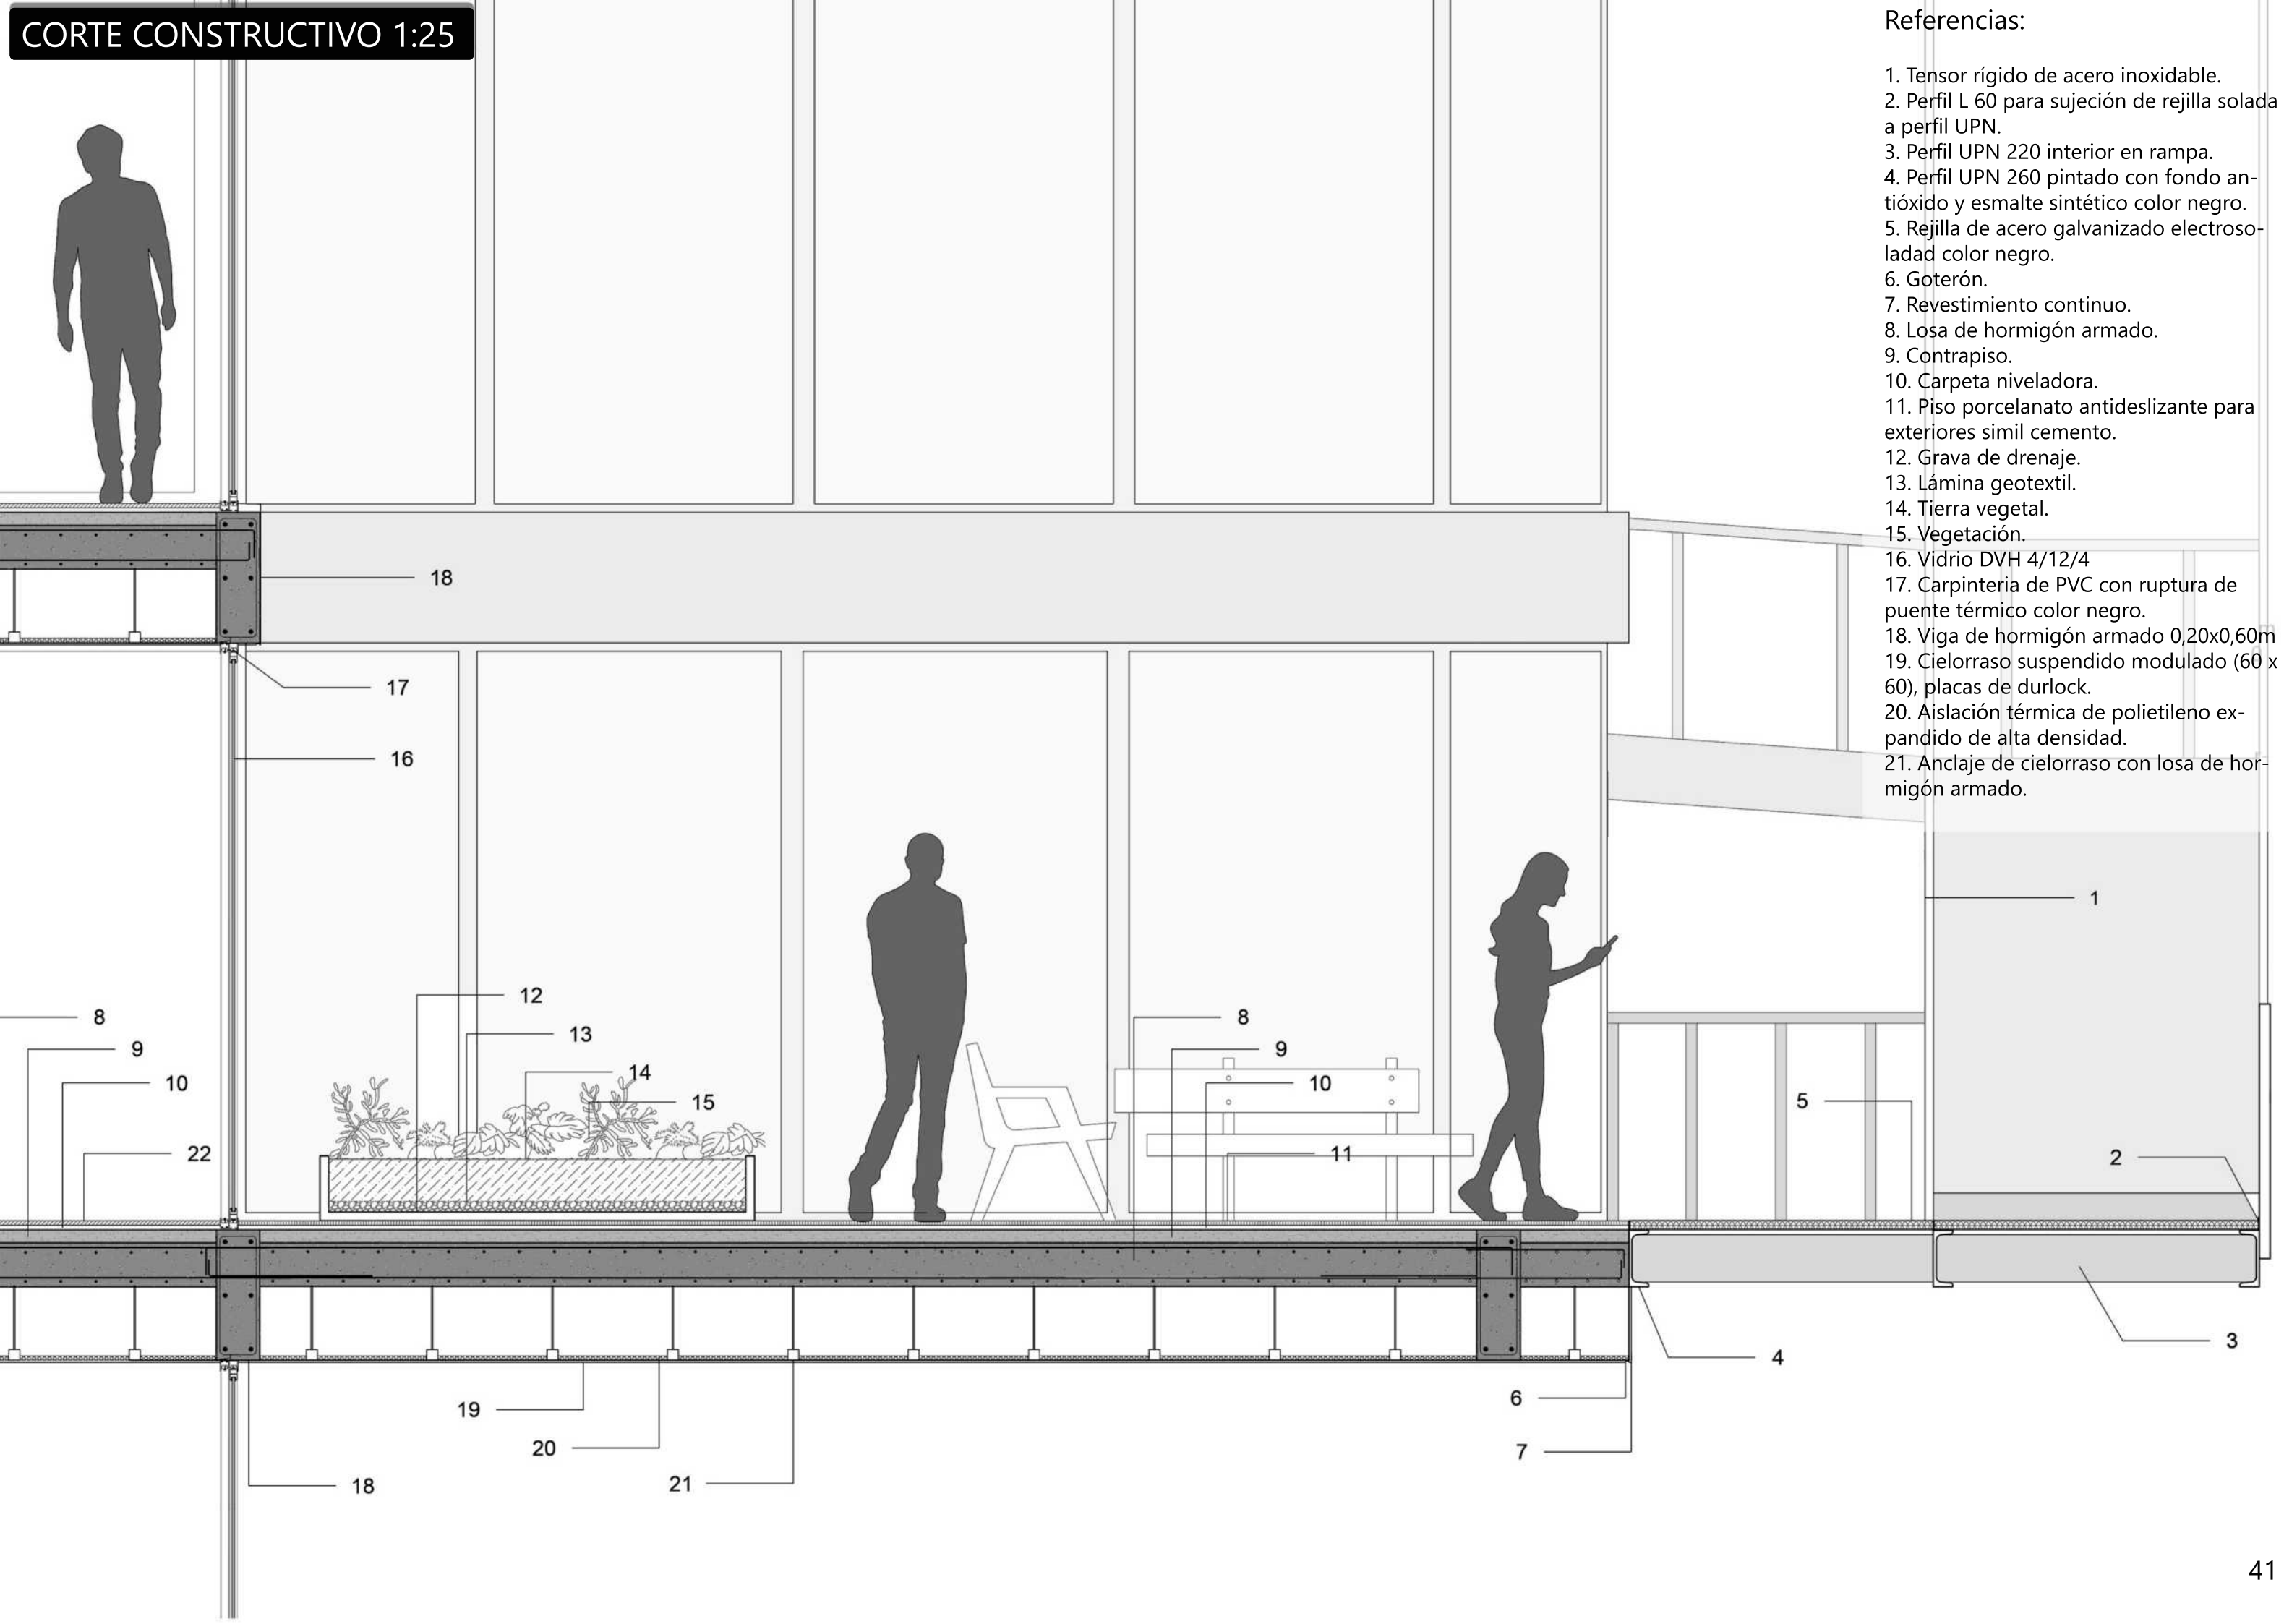 CORTE CONSTRUCTIVO 1:25
Referencias:
1. Tensor rígido de acero inoxidable.
2. Perfil L 60 para sujeción de rejilla solada
a perfil UPN.
3. Perfil UPN 220 interior en rampa.
4. Perfil UPN 260 pintado con fondo an-
tióxido y esmalte sintético color negro.
5. Rejilla de acero galvanizado electroso-
ladad color negro.
6. Goterón.
7. Revestimiento continuo.
8. Losa de hormigón armado.
9. Contrapiso.
10. Carpeta niveladora.
11. Piso porcelanato antideslizante para
exteriores simil cemento.
12. Grava de drenaje.
13. Lámina geotextil.
14. Tierra vegetal.
15. Vegetación.
16. Vidrio DVH 4/12/4
17. Carpinteria de PVC con ruptura de
puente térmico color negro.
18. Viga de hormigón armado 0,20x0,60m
19. Cielorraso suspendido modulado (60 x
60), placas de durlock.
20. Aislación térmica de polietileno ex-
pandido de alta densidad.
21. Anclaje de cielorraso con losa de hor-
migón armado.
18
17
16
1
12
8
8
13
9
9
14
10
10
15
5
11
22
2
3
4
6
19
20
7
21
18
41